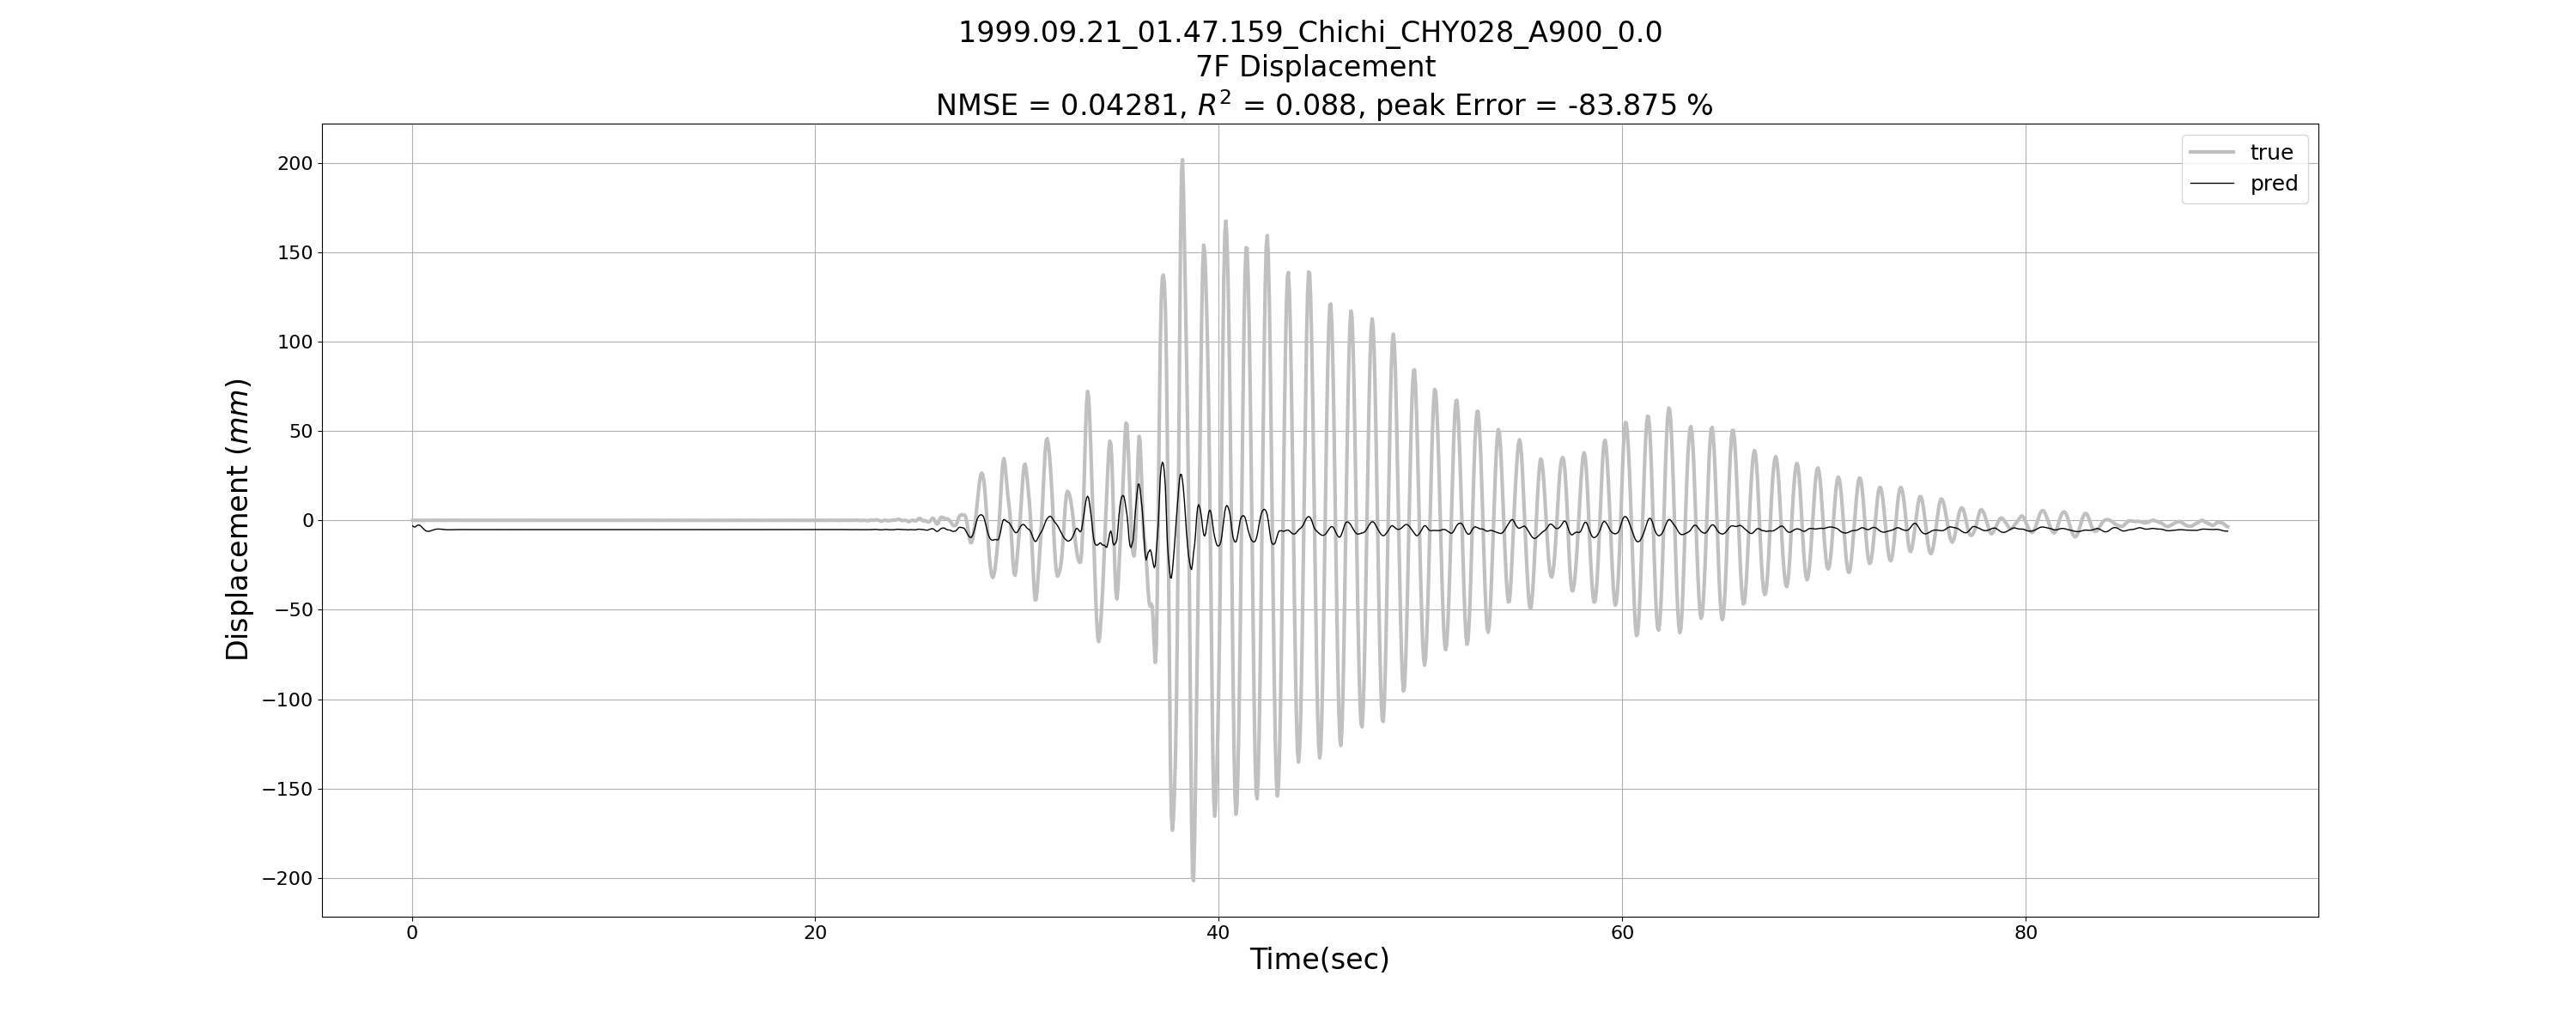 1999.09.21_01.47.159_Chichi_CHY028_A900_0.0
7F Displacement
NMSE = 0.04281, R² = 0.088, peak Error = -83.875 %
true
pred
Displacement (mm)
200
150
100
50
0
−50
−100
−150
−200
0 20 40 60 80
Time(sec)